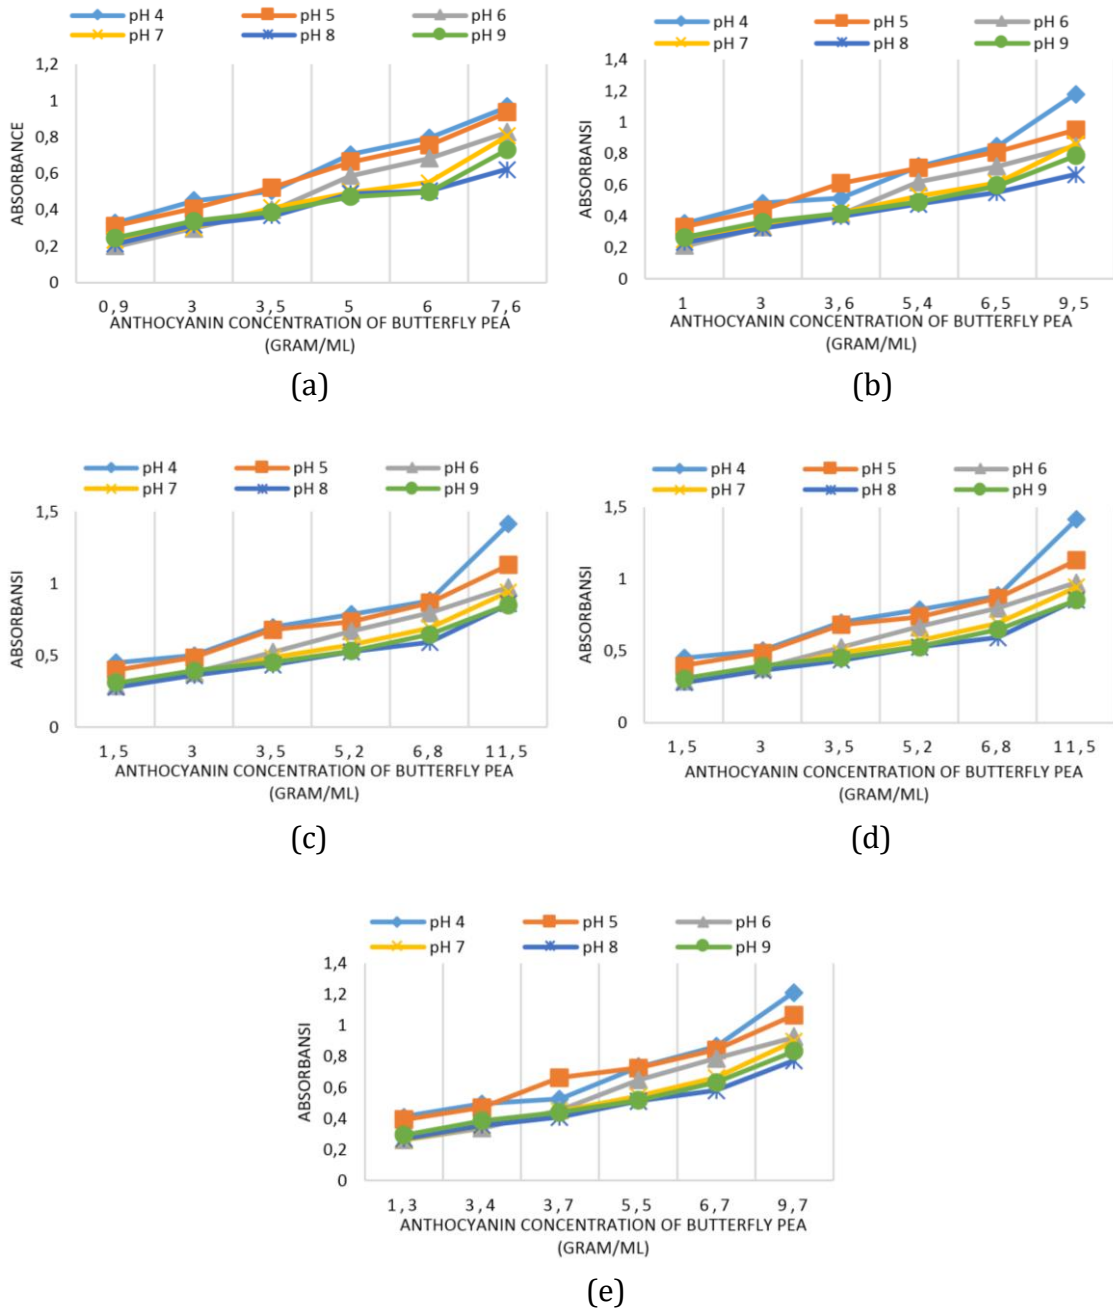 pH 4 pH 5 pH 6
pH 7 pH 8 pH 9
1,2
1
0,8
0,6
0,4
0,2
0
ABSORBANCE
0,9 3 3,5 5 6 7,6
ANTHOCYANIN CONCENTRATION OF BUTTERFLY PEA
(GRAM/ML)
(a)
pH 4 pH 5 pH 6
pH 7 pH 8 pH 9
1,4
1,2
1
0,8
0,6
0,4
0,2
0
ABSORBANSI
1 3 3,6 5,4 6,5 9,5
ANTHOCYANIN CONCENTRATION OF BUTTERFLY PEA
(GRAM/ML)
(b)
pH 4 pH 5 pH 6
pH 7 pH 8 pH 9
1,5
1
0,5
0
ABSORBANSI
1,5 3 3,5 5,2 6,8 11,5
ANTHOCYANIN CONCENTRATION OF BUTTERFLY PEA
(GRAM/ML)
(c)
pH 4 pH 5 pH 6
pH 7 pH 8 pH 9
1,5
1
0,5
0
ABSORBANSI
1,5 3 3,5 5,2 6,8 11,5
ANTHOCYANIN CONCENTRATION OF BUTTERFLY PEA
(GRAM/ML)
(d)
pH 4 pH 5 pH 6
pH 7 pH 8 pH 9
1,4
1,2
1
0,8
0,6
0,4
0,2
0
ABSORBANSI
1,3 3,4 3,7 5,5 6,7 9,7
ANTHOCYANIN CONCENTRATION OF BUTTERFLY PEA
(GRAM/ML)
(e)